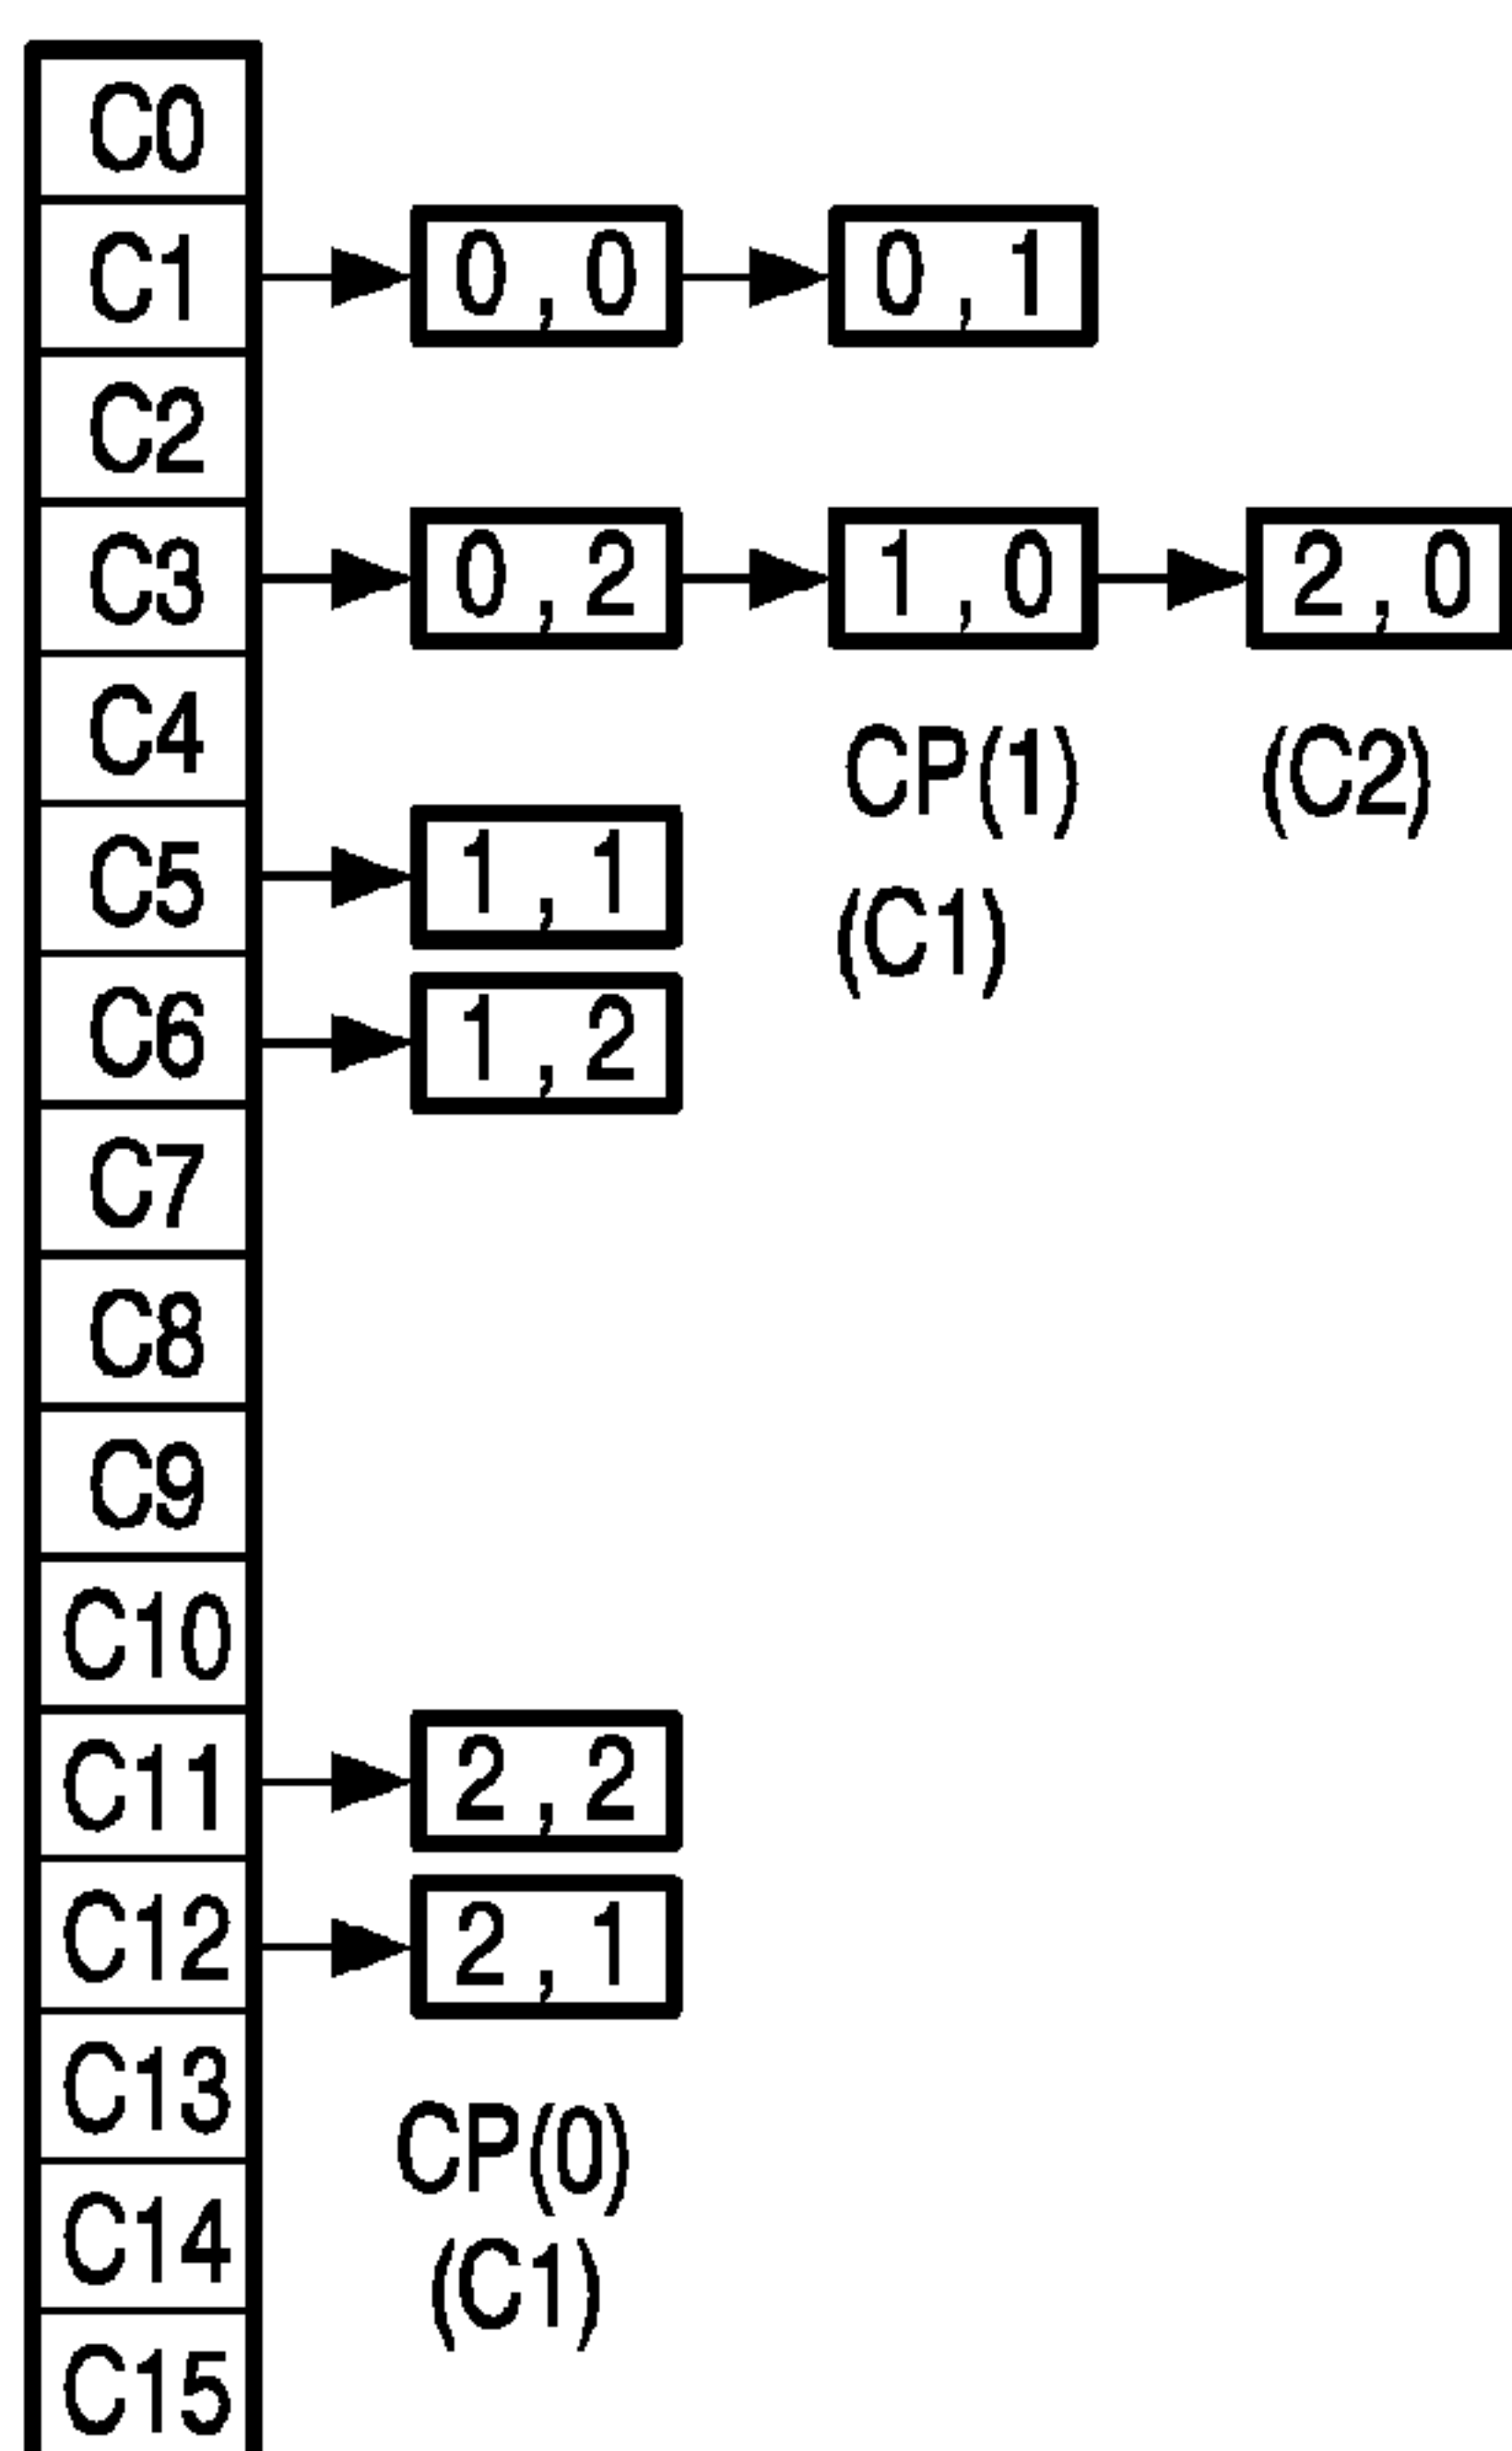 C0
C1 0,0 0,1
C2
C3 0,2 1,0 2,0
C4
CP(1) (C2)
C5 1,1
(C1)
C6 1,2
C7
C8
C9
C10
C11 2,2
C12 2,1
C13
CP(0)
C14
(C1)
C15